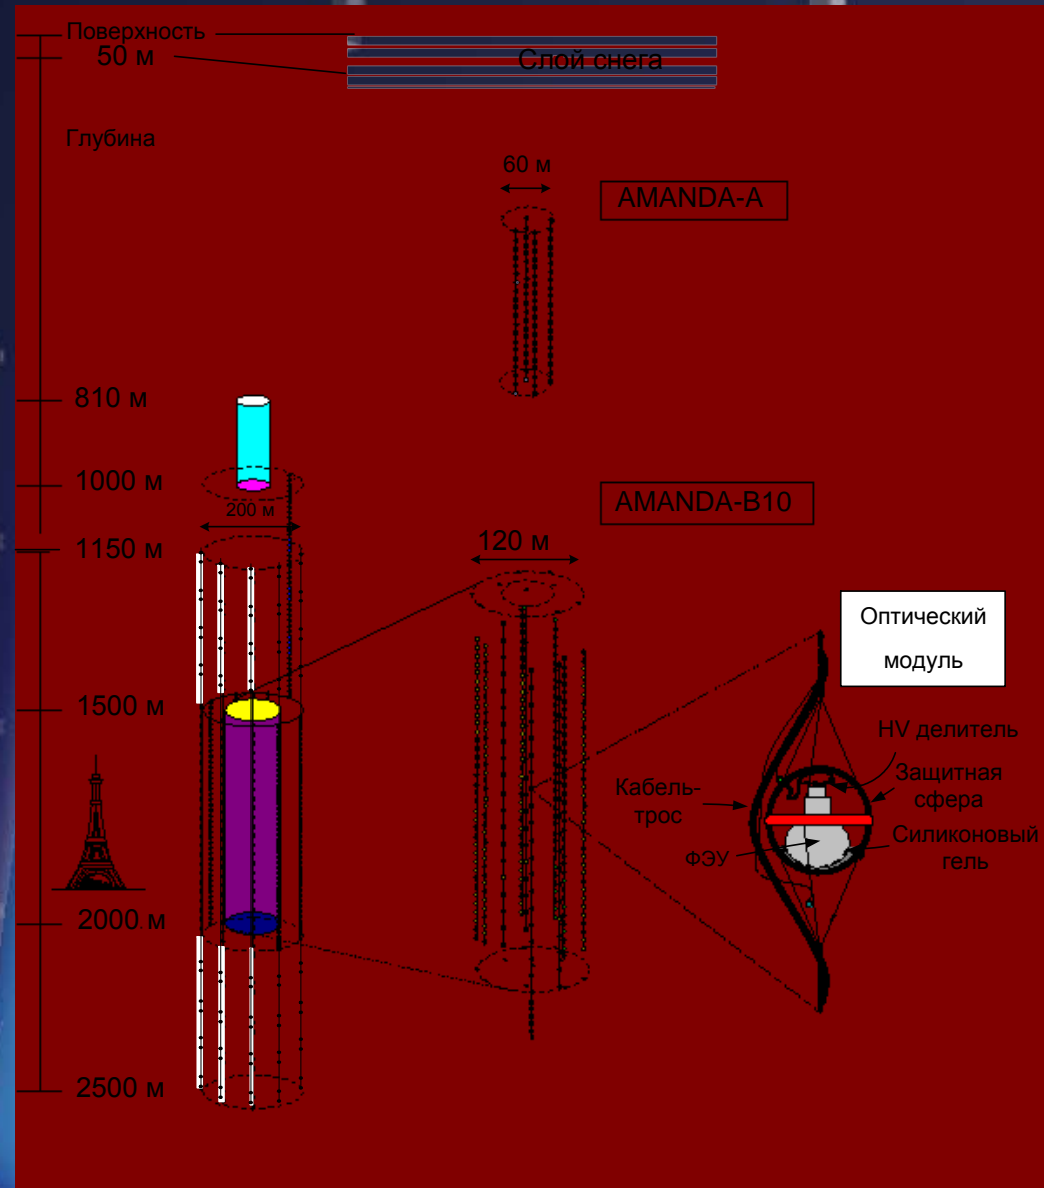 Поверхность
50 м
Слой снега
Глубина
60 м
AMANDA-A
810 м
1000 м
AMANDA-B10
200 м
120 м
1150 м
Оптический
модуль
1500 м
HV делитель
Защитная
сфера
Кабель-
трос
Силиконовый
гель
ФЭУ
2000 м
2500 м